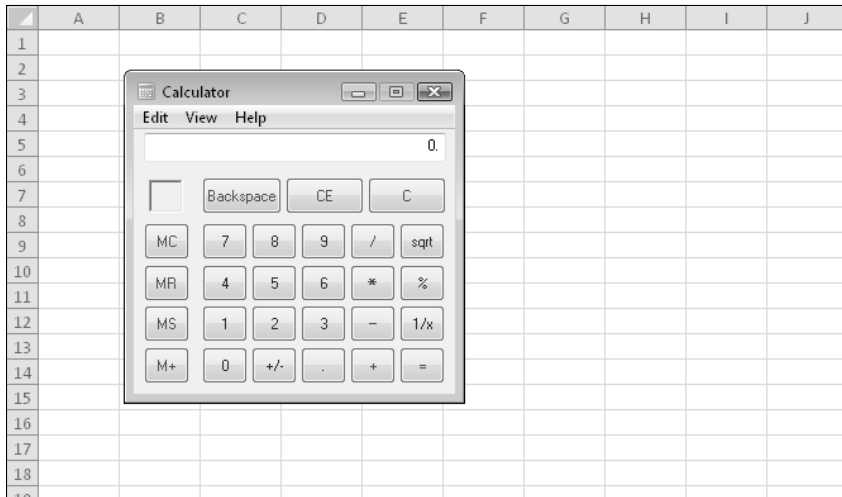 A B C D E F G H I J
1
2
3 Calculator
4 Edit View Help
5 0.
6
7 Backspace CE C
8
9 MC 7 8 9 / sqrt
10
11 MR 4 5 6 * %
12 MS 1 2 3 − 1/x
13
14 M+ 0 +/- . + =
15
16
17
18